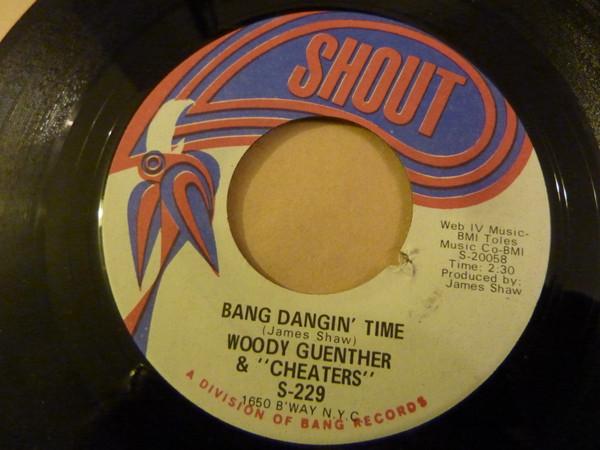 SHOUT
Web IV Music-
BMI Toles
Music Co-BMI
S-20058
Time: 2:30
Produced by:
James Shaw
BANG DANGIN' TIME
(James Shaw)
WOODY GUENTHER
& "CHEATERS"
S-229
1650 B'WAY N.Y.C.
A DIVISION OF BANG RECORDS